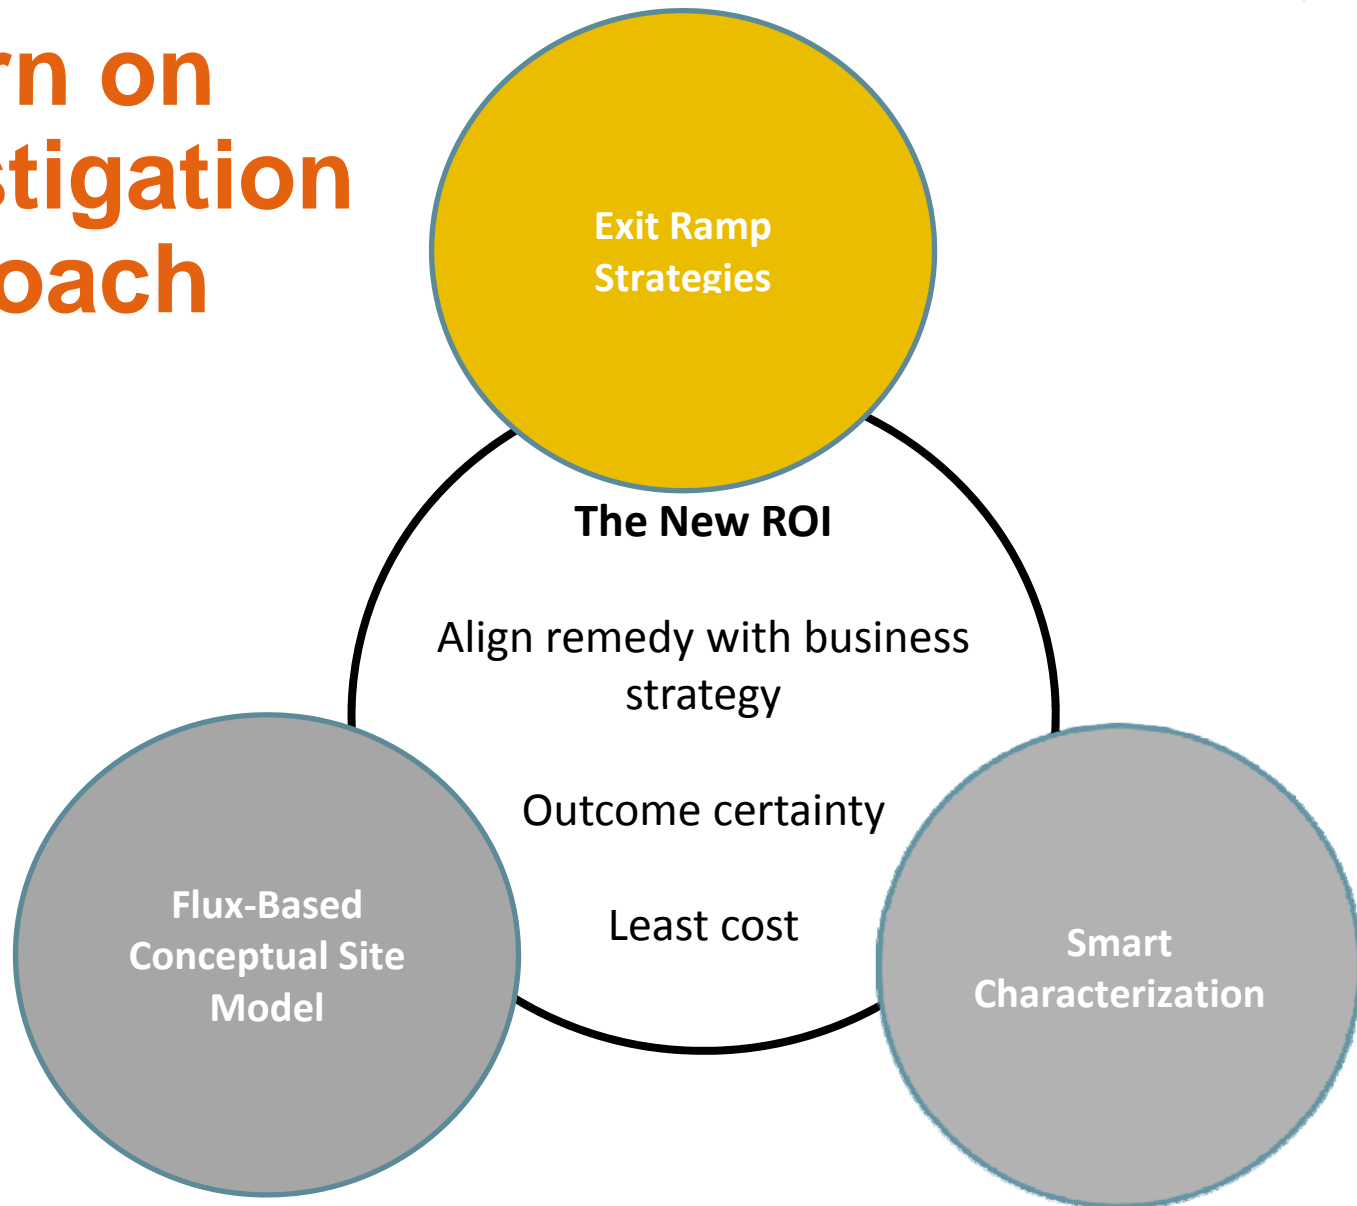 rn on
stigation
oach
Exit Ramp
Strategies
The New ROI
Align remedy with business
strategy
Outcome certainty
Least cost
Flux-Based
Conceptual Site
Model
Smart
Characterization